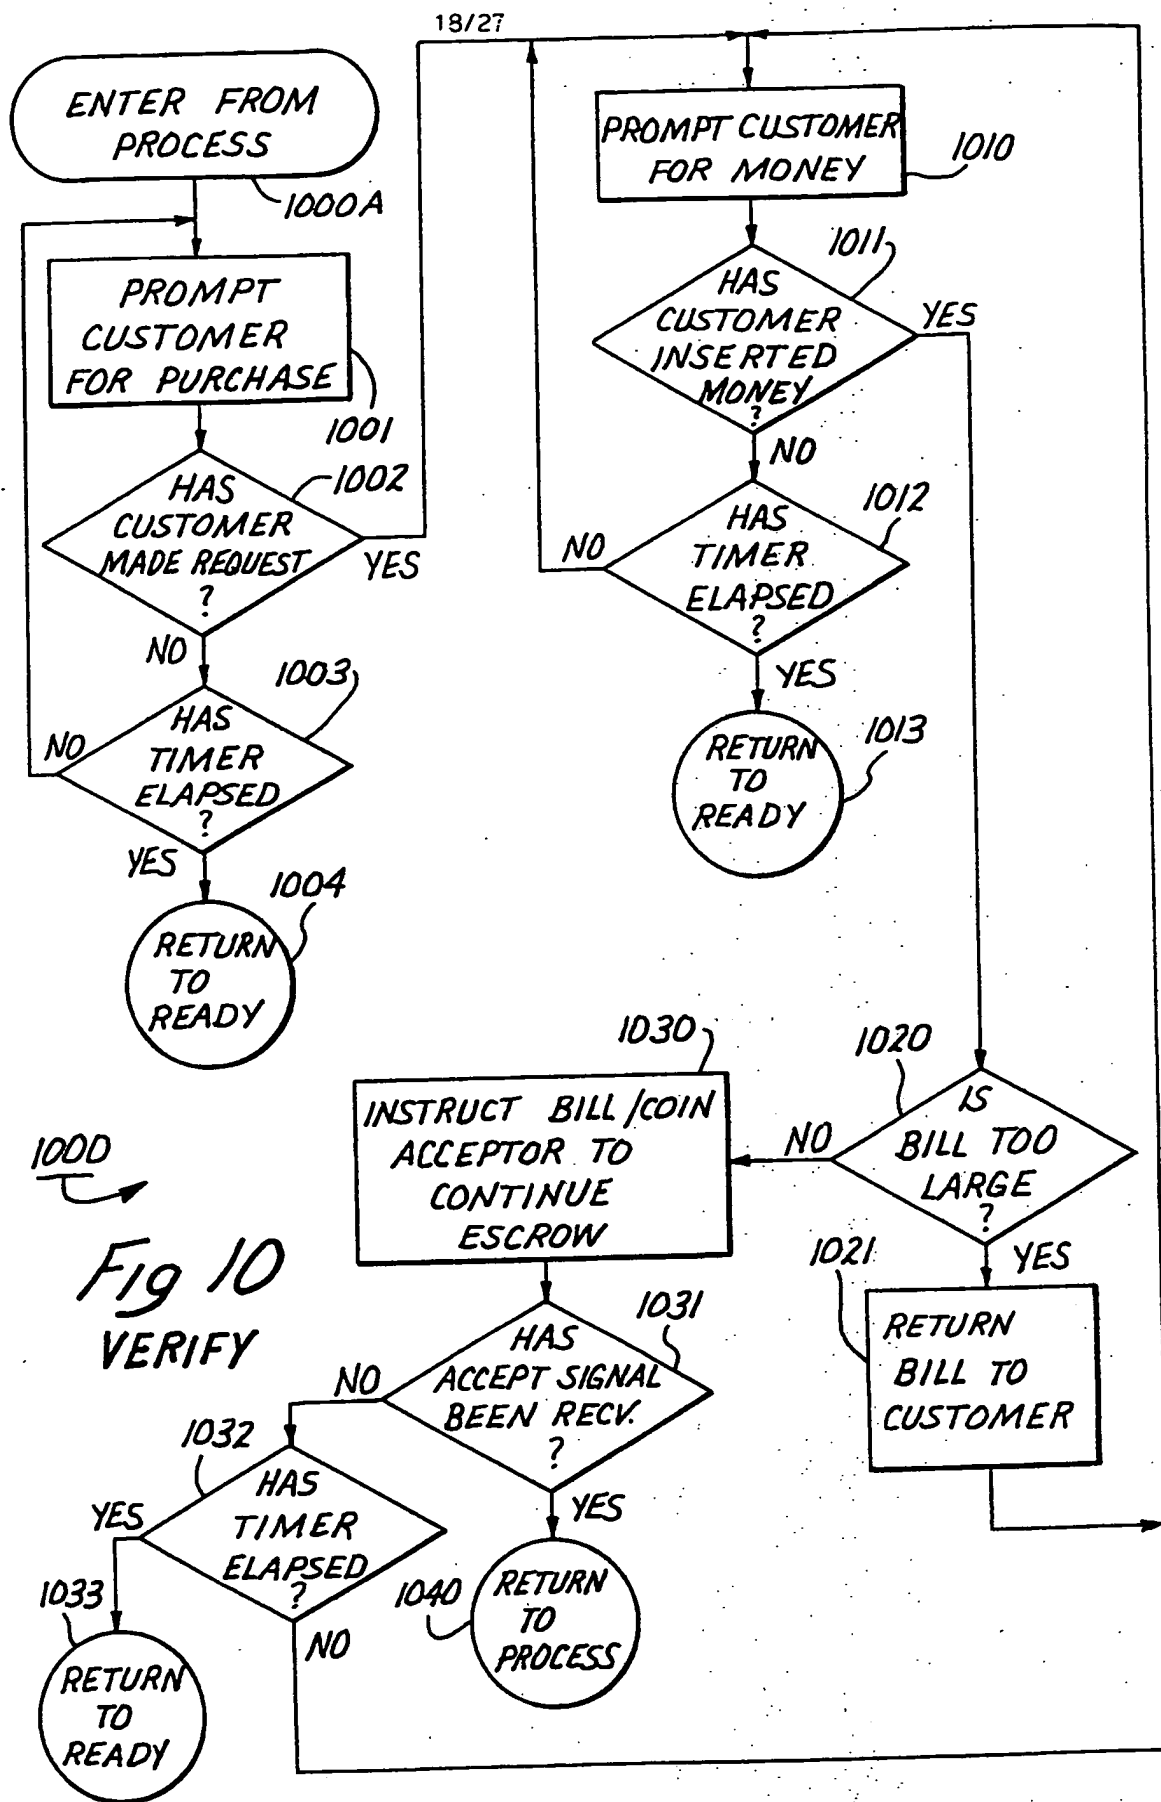 18/27
ENTER FROM
PROCESS
1000A
PROMPT
CUSTOMER
FOR PURCHASE
1001
HAS
CUSTOMER
MADE REQUEST
?
1002
YES
NO
HAS
TIMER
ELAPSED
?
1003
NO
YES
1004
RETURN
TO
READY
PROMPT CUSTOMER
FOR MONEY
1010
1011
HAS
CUSTOMER
INSERTED
MONEY
?
YES
NO
1012
HAS
TIMER
ELAPSED
?
NO
YES
1013
RETURN
TO
READY
1020
IS
BILL TOO
LARGE
?
NO
YES
1021
RETURN
BILL TO
CUSTOMER
1030
INSTRUCT BILL/COIN
ACCEPTOR TO
CONTINUE
ESCROW
1031
HAS
ACCEPT SIGNAL
BEEN RECV.
?
NO
YES
1032
HAS
TIMER
ELAPSED
?
YES
NO
1033
RETURN
TO
READY
1040
RETURN
TO
PROCESS
1000
Fig 10
VERIFY